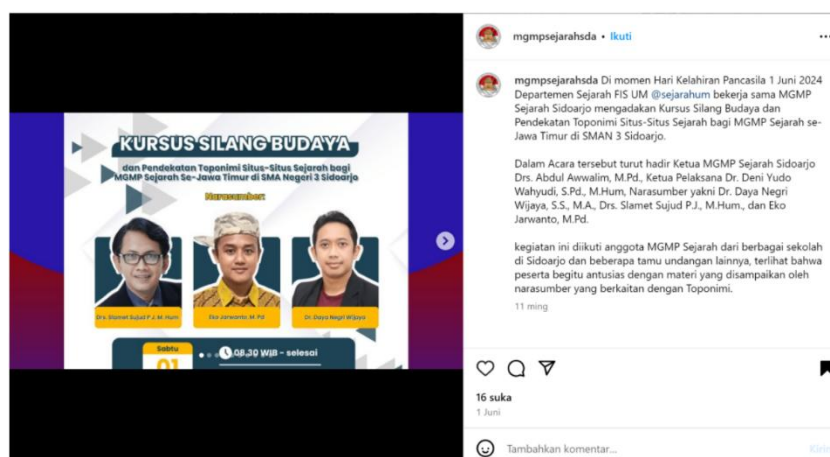 KURSUS SILANG BUDAYA
dan Pendekatan Toponimi Situs-Situs Sejarah bagi
MGMP Sejarah Se-Jawa Timur di SMA Negeri 3 Sidoarjo
Narasumber:
Drs. Slamet Sujud P.J. M. Hum
Eko Jarwanto, M. Pd
Dr. Daya Negri Wijaya
Sabtu
01
08.30 WIB - selesai
mgmpsejarahsda • Ikuti
mgmpsejarahsda Di momen Hari Kelahiran Pancasila 1 Juni 2024
Departemen Sejarah FIS UM @sejarahum bekerja sama MGMP
Sejarah Sidoarjo mengadakan Kursus Silang Budaya dan
Pendekatan Toponimi Situs-Situs Sejarah bagi MGMP Sejarah se-
Jawa Timur di SMAN 3 Sidoarjo.
Dalam Acara tersebut turut hadir Ketua MGMP Sejarah Sidoarjo
Drs. Abdul Awwalim, M.Pd., Ketua Pelaksana Dr. Deni Yudo
Wahyudi, S.Pd., M.Hum, Narasumber yakni Dr. Daya Negri
Wijaya, S.S., M.A., Drs. Slamet Sujud P.J., M.Hum., dan Eko
Jarwanto, M.Pd.
kegiatan ini diikuti anggota MGMP Sejarah dari berbagai sekolah
di Sidoarjo dan beberapa tamu undangan lainnya, terlihat bahwa
peserta begitu antusias dengan materi yang disampaikan oleh
narasumber yang berkaitan dengan Toponimi.
11 ming
16 suka
1 Juni
Tambahkan komentar...